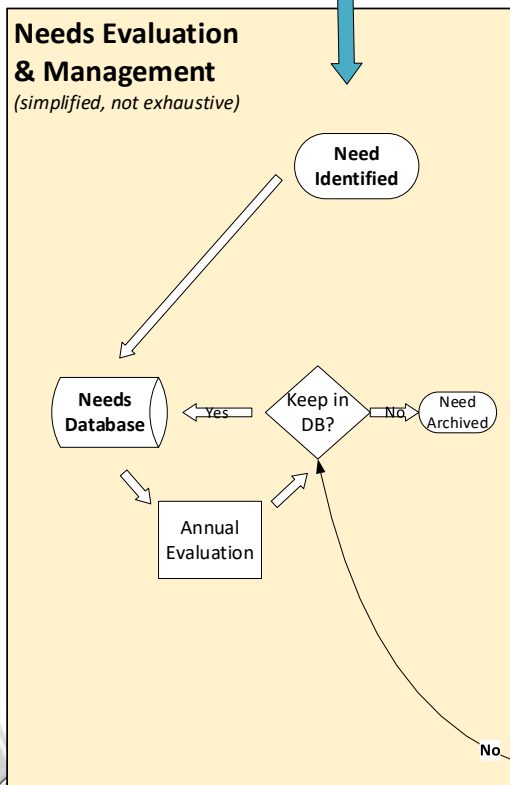 Needs Evaluation
& Management
(simplified, not exhaustive)
Need
Identified
Needs
Database
Yes
Keep in
DB?
No
Need
Archived
Annual
Evaluation
No